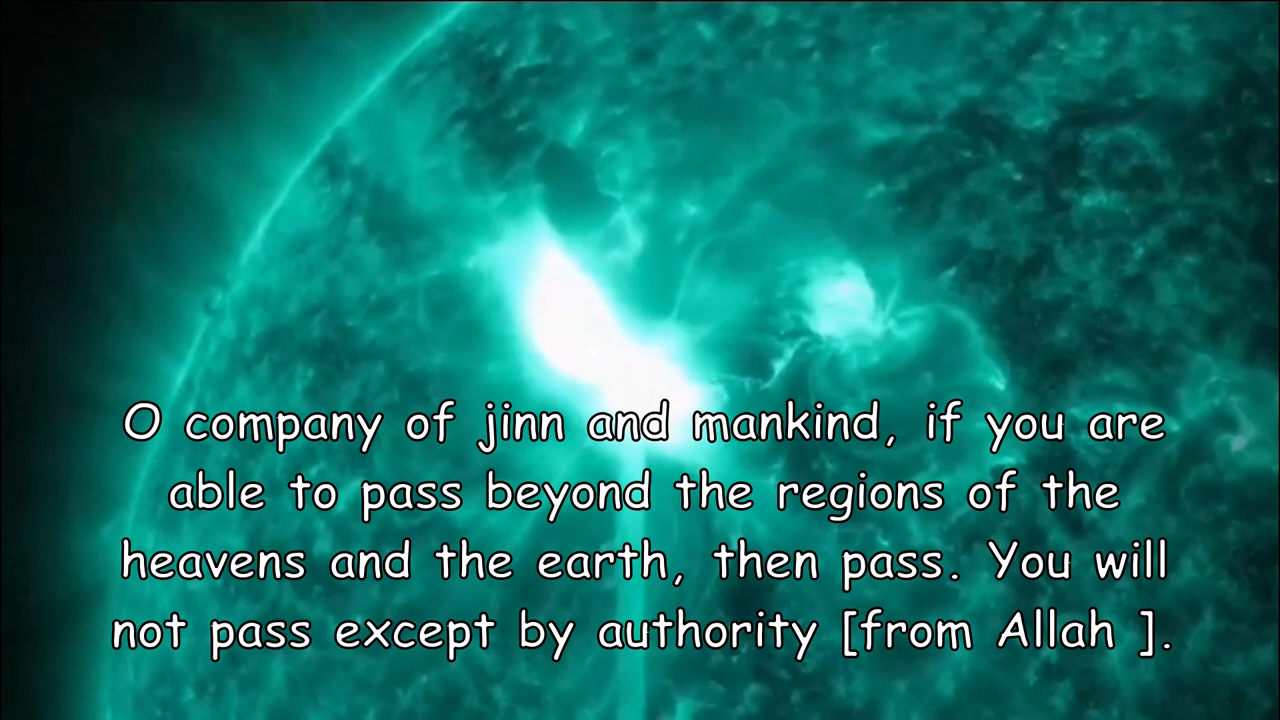 O company of jinn and mankind, if you are
able to pass beyond the regions of the
heavens and the earth, then pass. You will
not pass except by authority [from Allah ].